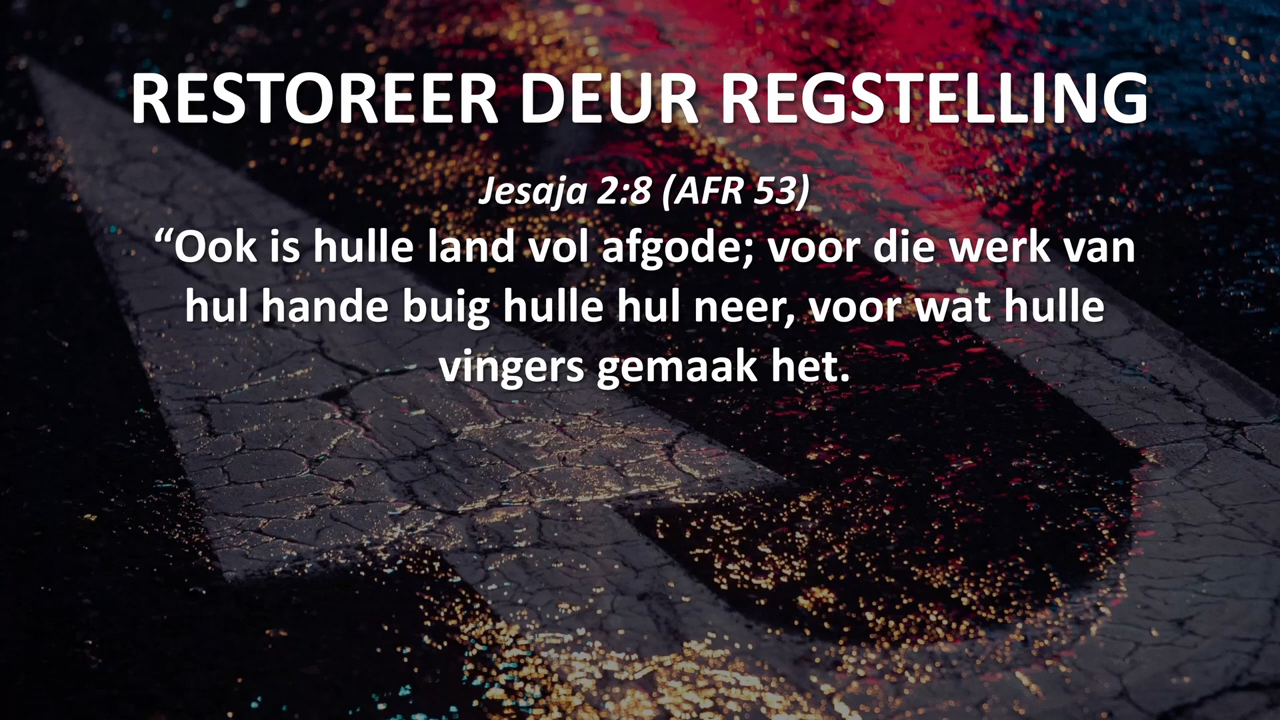 RESTOREER DEUR REGSTELLING
Jesaja 2:8 (AFR 53)
“Ook is hulle land vol afgode; voor die werk van
hul hande buig hulle hul neer, voor wat hulle
vingers gemaak het.